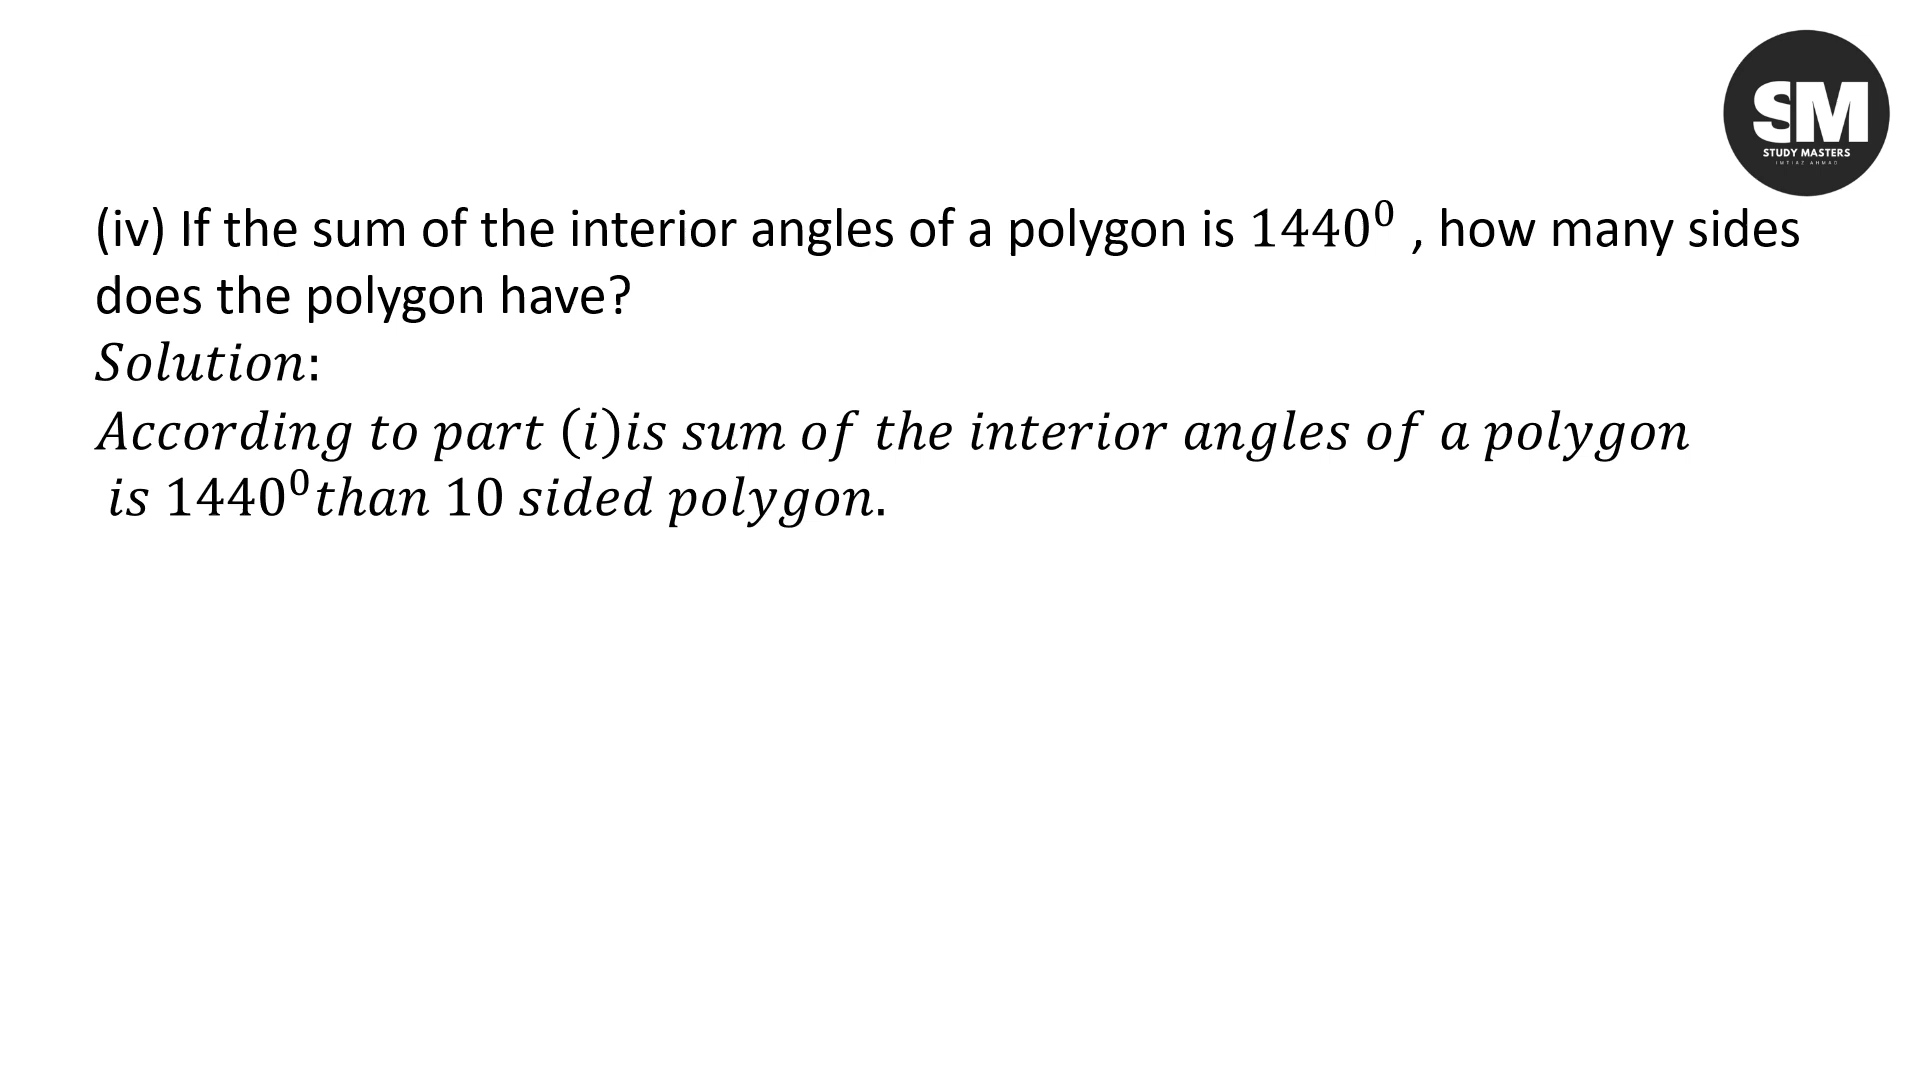 SM
STUDY MASTERS
IMTIAZ AHMAD
(iv) If the sum of the interior angles of a polygon is 1440⁰ , how many sides
does the polygon have?
Solution:
According to part (i)is sum of the interior angles of a polygon
is 1440⁰than 10 sided polygon.